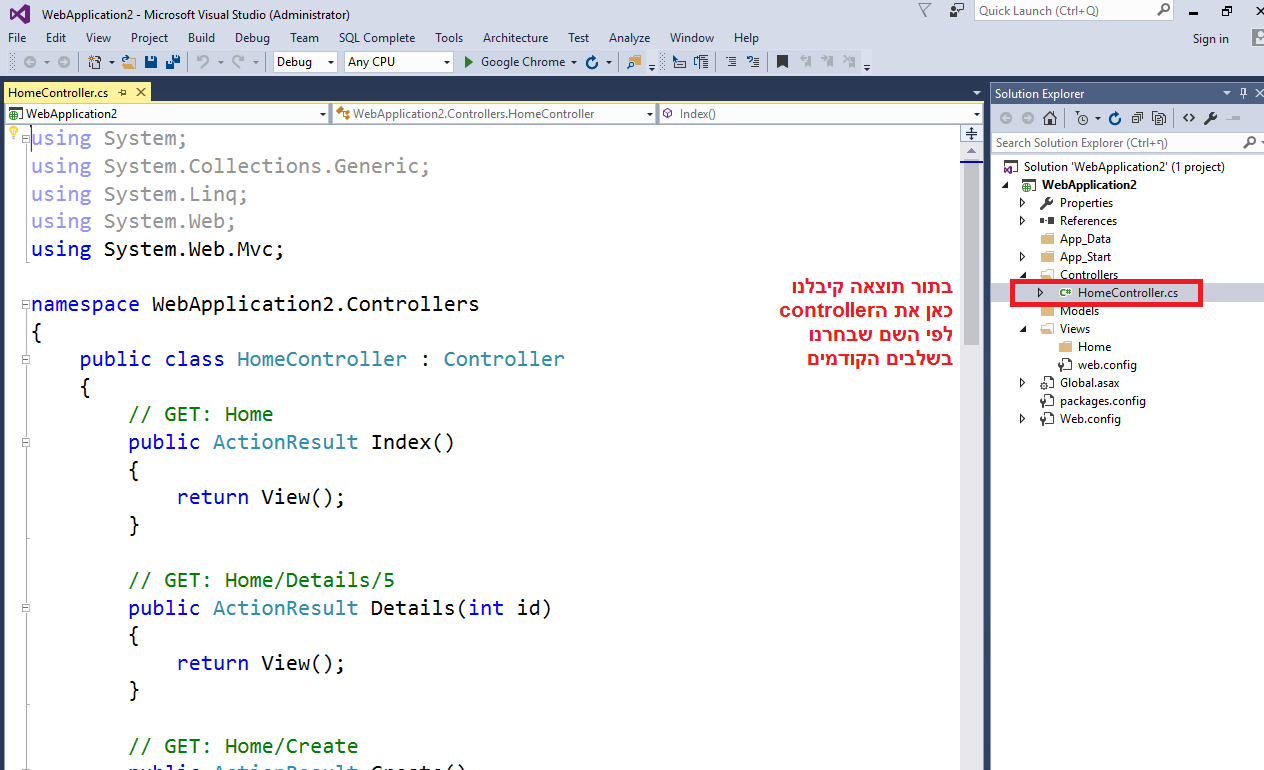 WebApplication2 - Microsoft Visual Studio (Administrator)
Quick Launch (Ctrl+Q)
File Edit View Project Build Debug Team SQL Complete Tools Architecture Test Analyze Window Help
Sign in
Debug Any CPU Google Chrome
HomeController.cs
WebApplication2 WebApplication2.Controllers.HomeController Index()
using System;
using System.Collections.Generic;
using System.Linq;
using System.Web;
using System.Web.Mvc;
namespace WebApplication2.Controllers
{
public class HomeController : Controller
{
// GET: Home
public ActionResult Index()
{
return View();
}
// GET: Home/Details/5
public ActionResult Details(int id)
{
return View();
}
// GET: Home/Create
public ActionResult Create()
בתור תוצאה קיבלנו
כאן את הcontroller
לפי השם שבחרנו
בשלבים הקודמים
Solution Explorer
Search Solution Explorer (Ctrl+ף)
Solution 'WebApplication2' (1 project)
WebApplication2
Properties
References
App_Data
App_Start
Controllers
C# HomeController.cs
Models
Views
Home
web.config
Global.asax
packages.config
Web.config